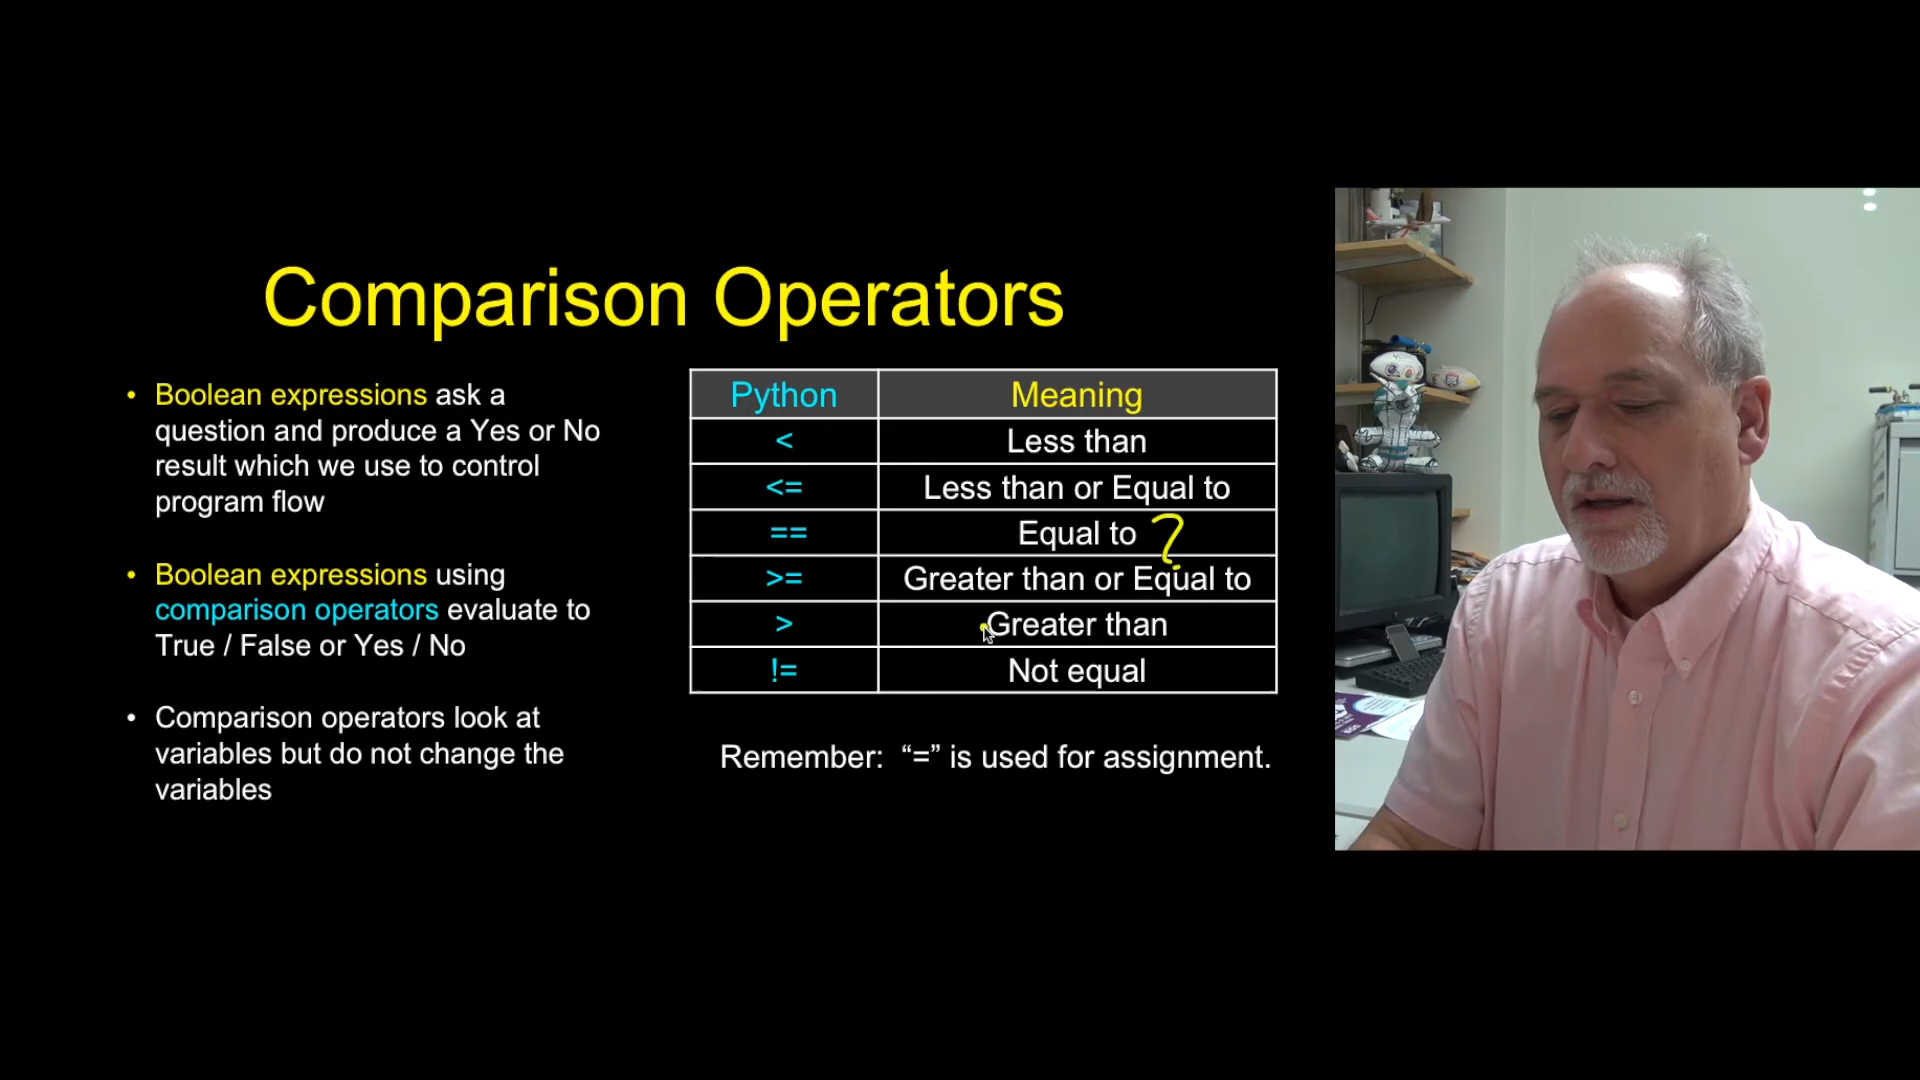 Comparison Operators
• Boolean expressions ask a
question and produce a Yes or No
result which we use to control
program flow
• Boolean expressions using
comparison operators evaluate to
True / False or Yes / No
• Comparison operators look at
variables but do not change the
variables
Python Meaning
< Less than
<= Less than or Equal to
== Equal to ?
>= Greater than or Equal to
> Greater than
!= Not equal
Remember: “=” is used for assignment.